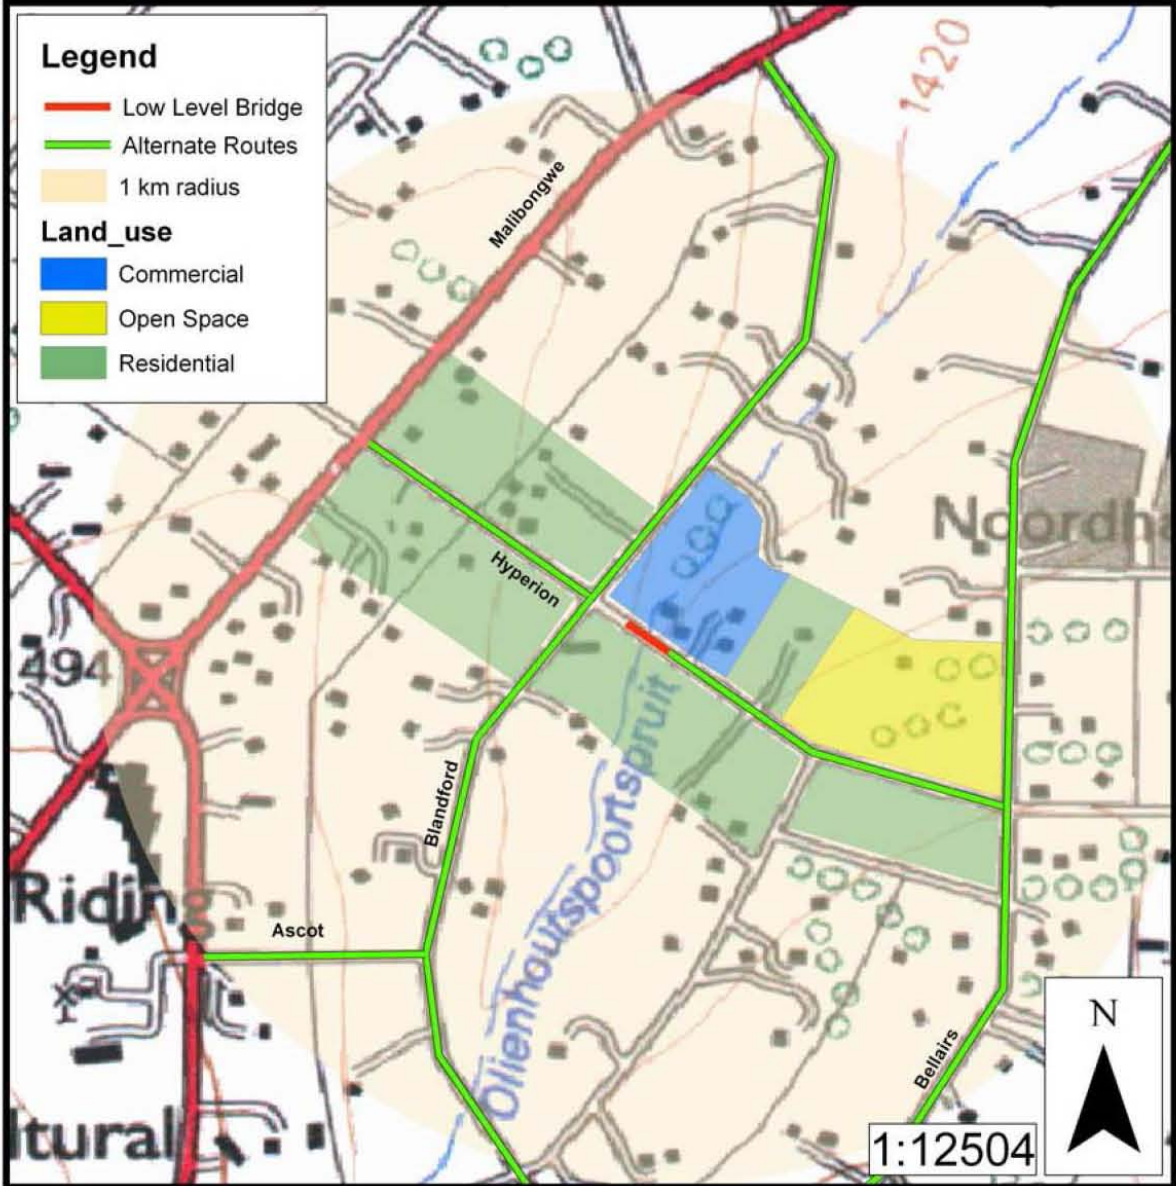 Legend
Low Level Bridge
Alternate Routes
1 km radius
Land_use
Commercial
Open Space
Residential
1420
Malibongwe
Hyperion
494
Blandford
Olienhoutspoortspruit
Riding
Ascot
Bellairs
ltural
N
1:12504